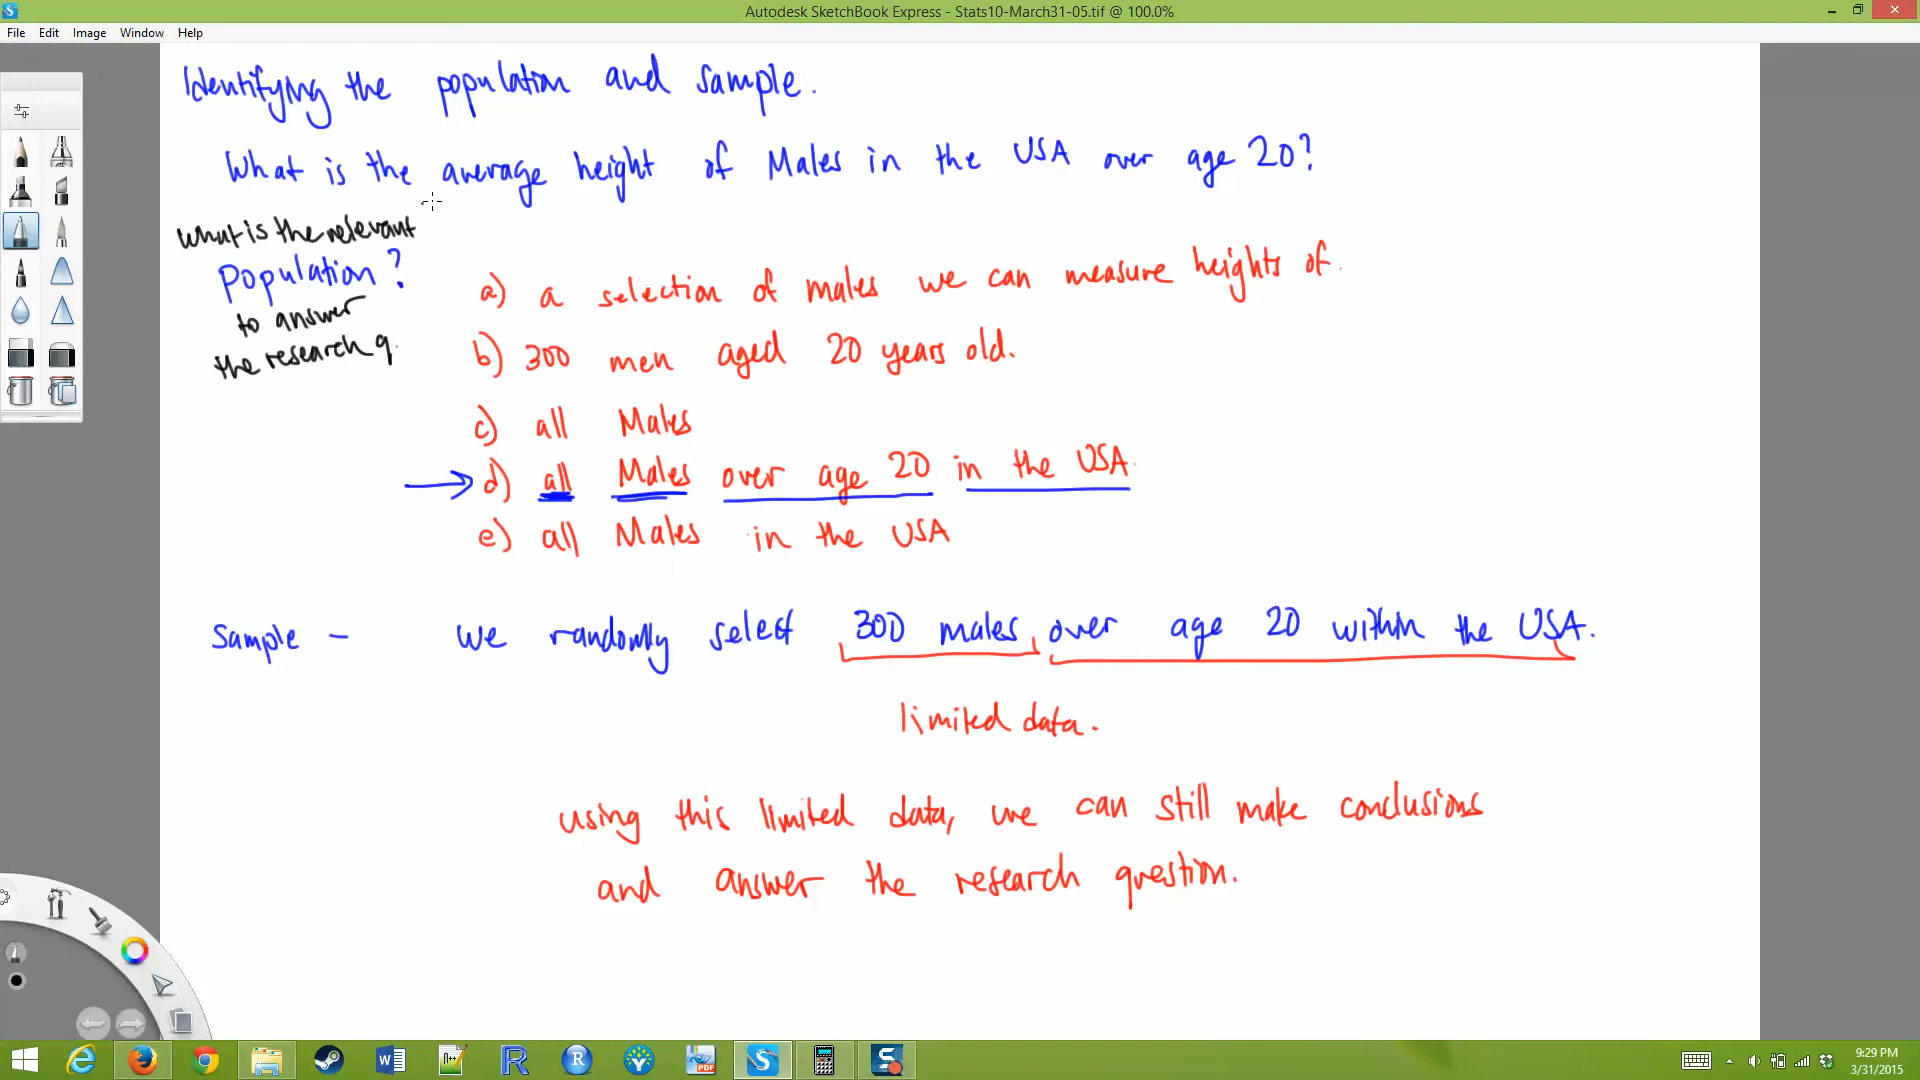 Autodesk SketchBook Express - Stats10-March31-05.tif @ 100.0%
File Edit Image Window Help
Identifying the population and sample.
What is the average height of Males in the USA over age 20?
What is the relevant
Population?
to answer
the research q.
a) a selection of males we can measure heights of.
b) 300 men aged 20 years old.
c) all Males
d) all Males over age 20 in the USA.
e) all Males in the USA
Sample - We randomly select 300 males over age 20 within the USA.
limited data.
using this limited data, we can still make conclusions
and answer the research question.
9:29 PM
3/31/2015